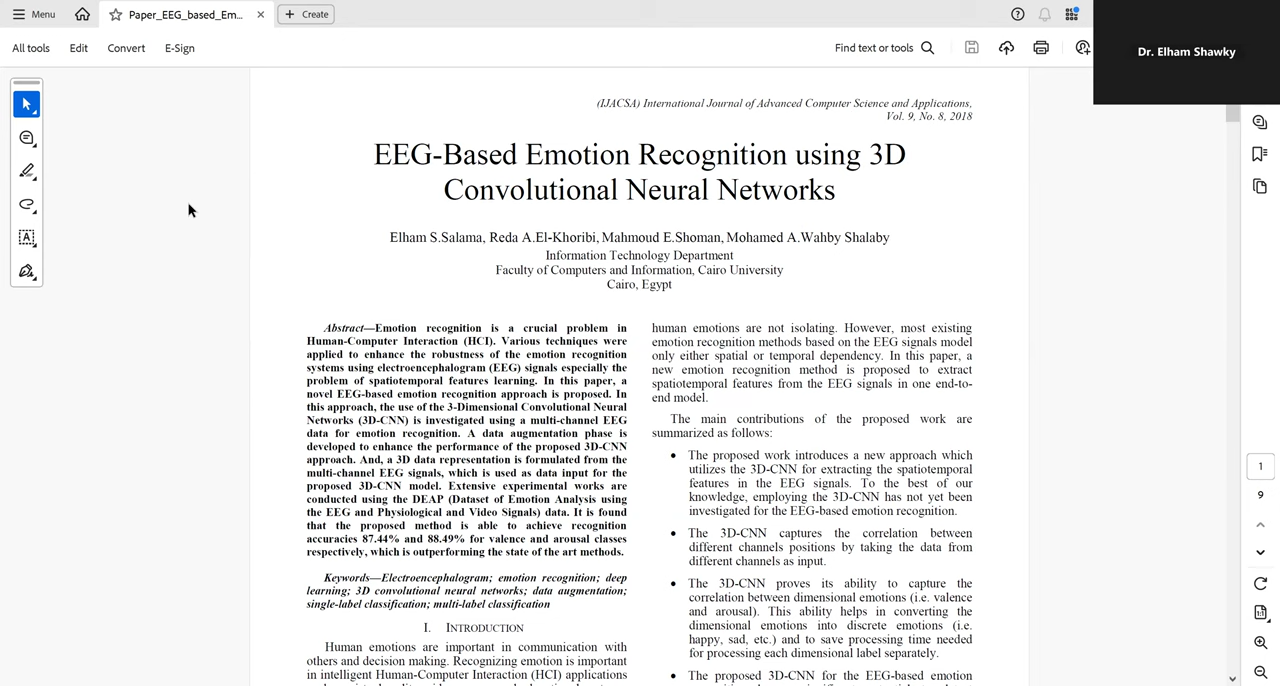 Menu
Paper_EEG_based_Em...
Create
All tools
Edit
Convert
E-Sign
Find text or tools
Dr. Elham Shawky
(IJACSA) International Journal of Advanced Computer Science and Applications,
Vol. 9, No. 8, 2018
EEG-Based Emotion Recognition using 3D
Convolutional Neural Networks
Elham S.Salama, Reda A.El-Khoribi, Mahmoud E.Shoman, Mohamed A.Wahby Shalaby
Information Technology Department
Faculty of Computers and Information, Cairo University
Cairo, Egypt
Abstract—Emotion recognition is a crucial problem in
Human-Computer Interaction (HCI). Various techniques were
applied to enhance the robustness of the emotion recognition
systems using electroencephalogram (EEG) signals especially the
problem of spatiotemporal features learning. In this paper, a
novel EEG-based emotion recognition approach is proposed. In
this approach, the use of the 3-Dimensional Convolutional Neural
Networks (3D-CNN) is investigated using a multi-channel EEG
data for emotion recognition. A data augmentation phase is
developed to enhance the performance of the proposed 3D-CNN
approach. And, a 3D data representation is formulated from the
multi-channel EEG signals, which is used as data input for the
proposed 3D-CNN model. Extensive experimental works are
conducted using the DEAP (Dataset of Emotion Analysis using
the EEG and Physiological and Video Signals) data. It is found
that the proposed method is able to achieve recognition
accuracies 87.44% and 88.49% for valence and arousal classes
respectively, which is outperforming the state of the art methods.
Keywords—Electroencephalogram; emotion recognition; deep
learning; 3D convolutional neural networks; data augmentation;
single-label classification; multi-label classification
I. INTRODUCTION
Human emotions are important in communication with
others and decision making. Recognizing emotion is important
in intelligent Human-Computer Interaction (HCI) applications
human emotions are not isolating. However, most existing
emotion recognition methods based on the EEG signals model
only either spatial or temporal dependency. In this paper, a
new emotion recognition method is proposed to extract
spatiotemporal features from the EEG signals in one end-to-
end model.
The main contributions of the proposed work are
summarized as follows:
• The proposed work introduces a new approach which
utilizes the 3D-CNN for extracting the spatiotemporal
features in the EEG signals. To the best of our
knowledge, employing the 3D-CNN has not yet been
investigated for the EEG-based emotion recognition.
• The 3D-CNN captures the correlation between
different channels positions by taking the data from
different channels as input.
• The 3D-CNN proves its ability to capture the
correlation between dimensional emotions (i.e. valence
and arousal). This ability helps in converting the
dimensional emotions into discrete emotions (i.e.
happy, sad, etc.) and to save processing time needed
for processing each dimensional label separately.
• The proposed 3D-CNN for the EEG-based emotion
1
9